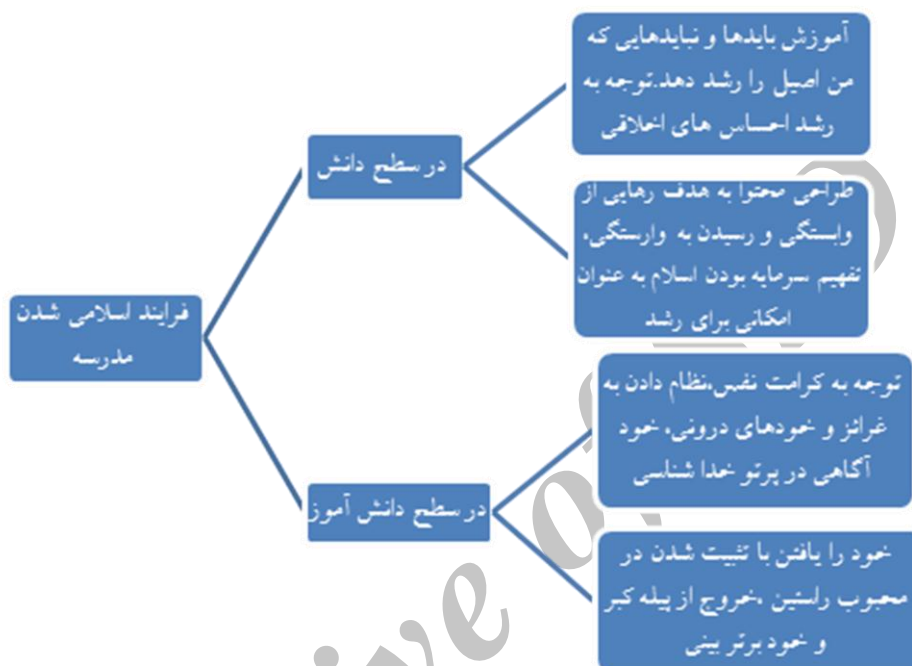 فرایند اسلامی شدن
مدرسه
در سطح دانش
آموزش بایدها و نبایدهایی که
من اصیل را رشد دهد.توجه به
رشد احساس های اخلاقی
طراحی محتوا به هدف رهایی از
وابستگی و رسیدن به وارستگی،
تفهیم سرمایه بودن اسلام به عنوان
امکانی برای رشد
در سطح دانش آموز
توجه به کرامت نفس،نظام دادن به
غرائز و خودهای درونی، خود
آگاهی در پرتو خدا شناسی
خود را یافتن با تثبیت شدن در
محبوب راستین ،خروج از پیله کبر
و خود برتر بینی
ive of